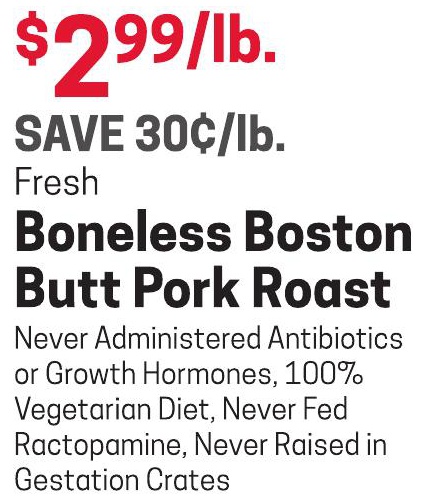 $2.99/lb.
SAVE 30¢/lb.
Fresh
Boneless Boston
Butt Pork Roast
Never Administered Antibiotics
or Growth Hormones, 100%
Vegetarian Diet, Never Fed
Ractopamine, Never Raised in
Gestation Crates